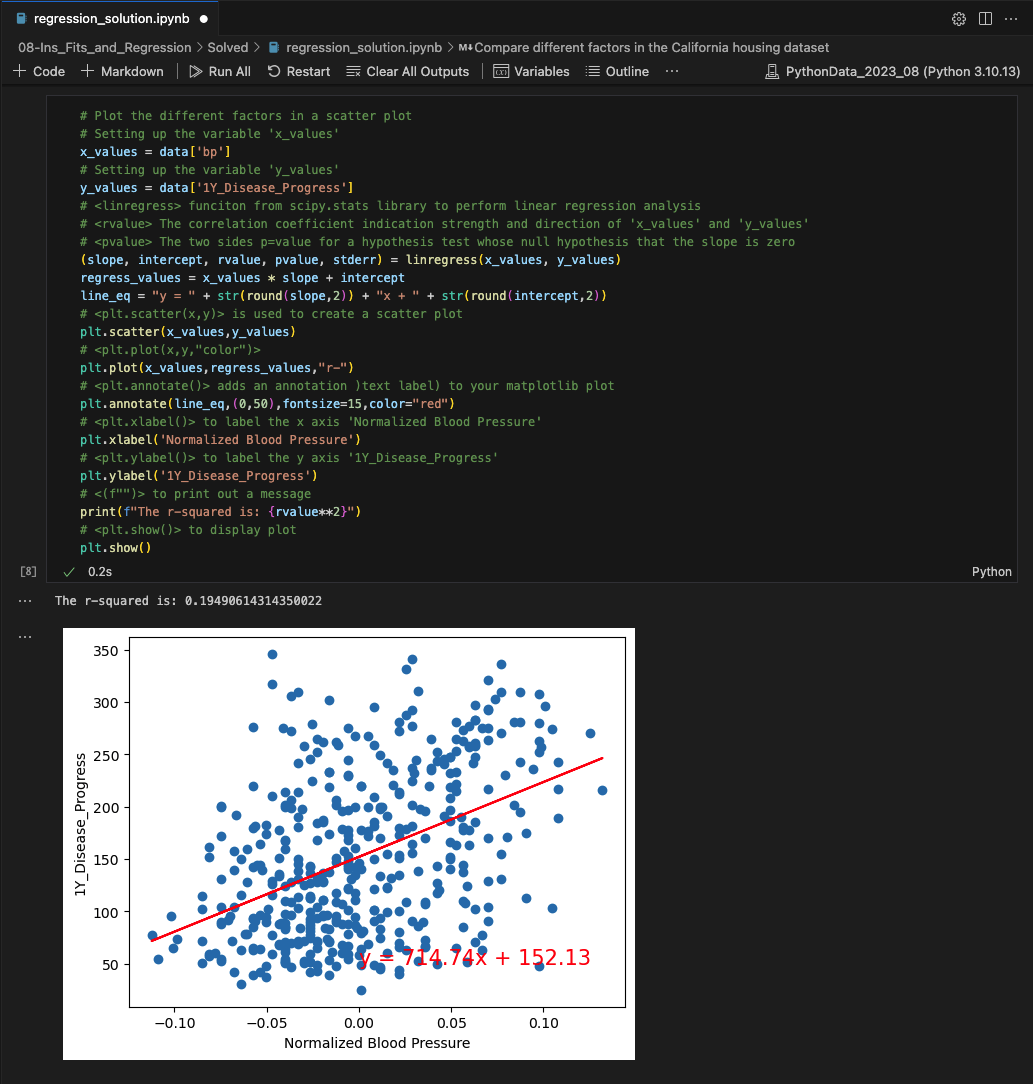 regression_solution.ipynb
08-Ins_Fits_and_Regression > Solved > regression_solution.ipynb > M↓Compare different factors in the California housing dataset
+ Code + Markdown Run All Restart Clear All Outputs Variables Outline ... PythonData_2023_08 (Python 3.10.13)
# Plot the different factors in a scatter plot
# Setting up the variable 'x_values'
x_values = data['bp']
# Setting up the variable 'y_values'
y_values = data['1Y_Disease_Progress']
# <linregress> funciton from scipy.stats library to perform linear regression analysis
# <rvalue> The correlation coefficient indication strength and direction of 'x_values' and 'y_values'
# <pvalue> The two sides p=value for a hypothesis test whose null hypothesis that the slope is zero
(slope, intercept, rvalue, pvalue, stderr) = linregress(x_values, y_values)
regress_values = x_values * slope + intercept
line_eq = "y = " + str(round(slope,2)) + "x + " + str(round(intercept,2))
# <plt.scatter(x,y)> is used to create a scatter plot
plt.scatter(x_values,y_values)
# <plt.plot(x,y,"color")>
plt.plot(x_values,regress_values,"r-")
# <plt.annotate()> adds an annotation )text label) to your matplotlib plot
plt.annotate(line_eq,(0,50),fontsize=15,color="red")
# <plt.xlabel()> to label the x axis 'Normalized Blood Pressure'
plt.xlabel('Normalized Blood Pressure')
# <plt.ylabel()> to label the y axis '1Y_Disease_Progress'
plt.ylabel('1Y_Disease_Progress')
# <(f"")> to print out a message
print(f"The r-squared is: {rvalue**2}")
# <plt.show()> to display plot
plt.show()
[8] 0.2s Python
... The r-squared is: 0.19490614314350022
...
350
300
250
200
150
100
50
1Y_Disease_Progress
y = 714.74x + 152.13
−0.10 −0.05 0.00 0.05 0.10
Normalized Blood Pressure